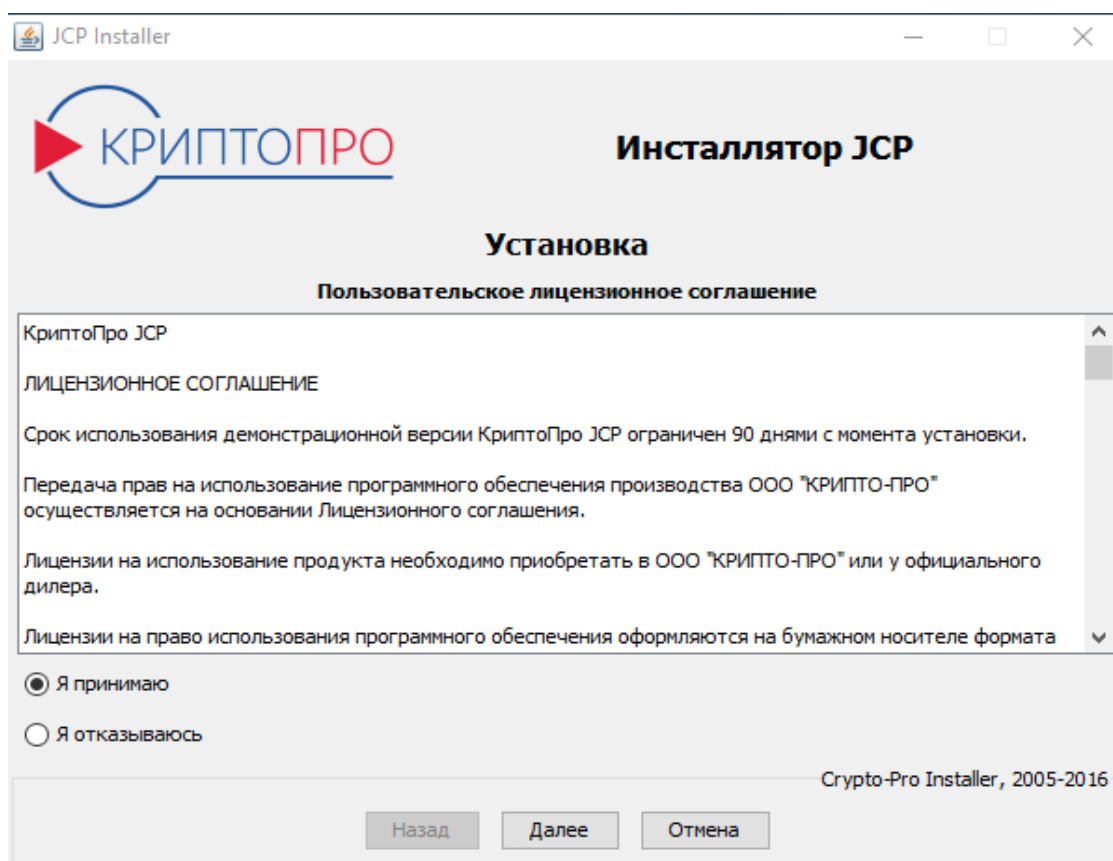 JCP Installer
КРИПТОПРО
Инсталлятор JCP
Установка
Пользовательское лицензионное соглашение
КриптоПро JCP
ЛИЦЕНЗИОННОЕ СОГЛАШЕНИЕ
Срок использования демонстрационной версии КриптоПро JCP ограничен 90 днями с момента установки.
Передача прав на использование программного обеспечения производства ООО "КРИПТО-ПРО"
осуществляется на основании Лицензионного соглашения.
Лицензии на использование продукта необходимо приобретать в ООО "КРИПТО-ПРО" или у официального
дилера.
Лицензии на право использования программного обеспечения оформляются на бумажном носителе формата
Я принимаю
Я отказываюсь
Crypto-Pro Installer, 2005-2016
Назад
Далее
Отмена